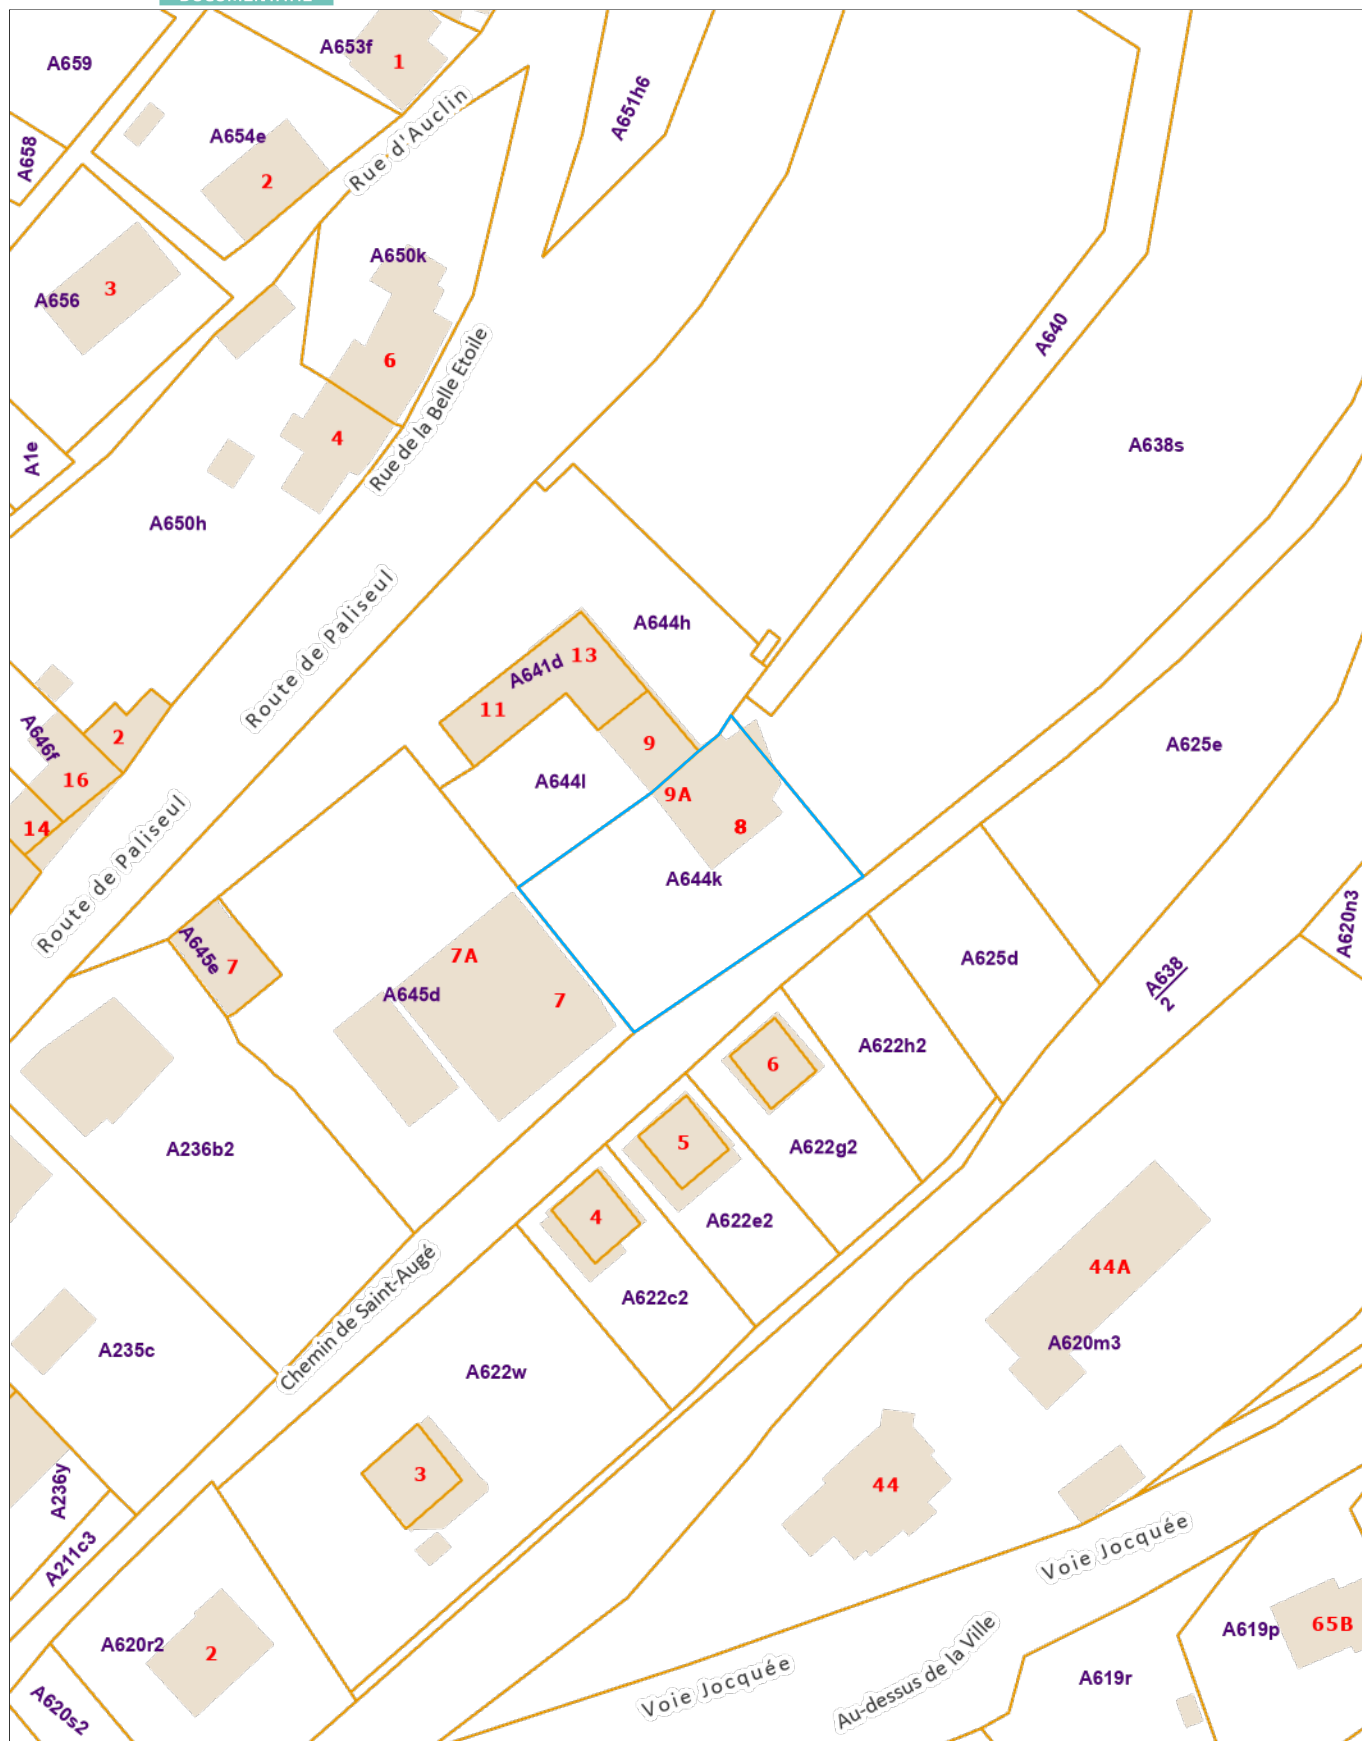 A653f
1
A659
A651h6
Rue d'Auclin
A654e
A658
2
A650k
3
A656
A640
6
Rue de la Belle Etoile
4
A638s
A1e
A650h
Route de Paliseul
A644h
13
A641d
11
A646f
2
9
A625e
16
A644l
9A
14
8
Route de Paliseul
A644k
A620n3
A645e
7
7A
A645d
7
A625d
A638
2
A622h2
6
5
A236b2
A622g2
4
A622e2
44A
Chemin de Saint-Augé
A622c2
A620m3
A235c
A622w
3
44
A236y
A211c3
Voie Jocquée
A620r2
2
A619p
65B
Voie Jocquée
Au-dessus de la Ville
A619r
A620s2